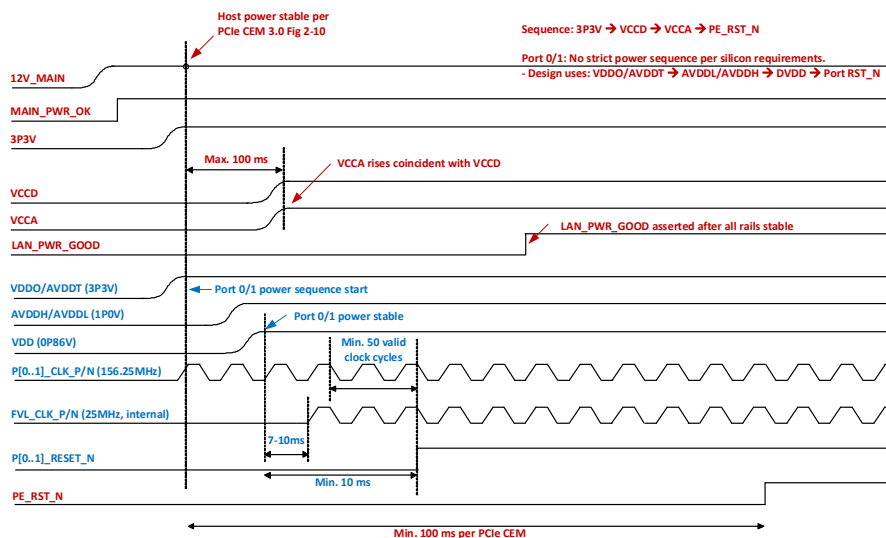 Host power stable per
PCIe CEM 3.0 Fig 2-10
Sequence: 3P3V → VCCD → VCCA → PE_RST_N
Port 0/1: No strict power sequence per silicon requirements.
- Design uses: VDDO/AVDDT → AVDDL/AVDDH → DVDD → Port RST_N
12V_MAIN
MAIN_PWR_OK
3P3V
Max. 100 ms
VCCA rises coincident with VCCD
VCCD
VCCA
LAN_PWR_GOOD
LAN_PWR_GOOD asserted after all rails stable
VDDO/AVDDT (3P3V)
Port 0/1 power sequence start
AVDDH/AVDDL (1P0V)
Port 0/1 power stable
VDD (0P86V)
Min. 50 valid
clock cycles
P[0..1]_CLK_P/N (156.25MHz)
FVL_CLK_P/N (25MHz, internal)
7-10ms
P[0..1]_RESET_N
Min. 10 ms
PE_RST_N
Min. 100 ms per PCIe CEM